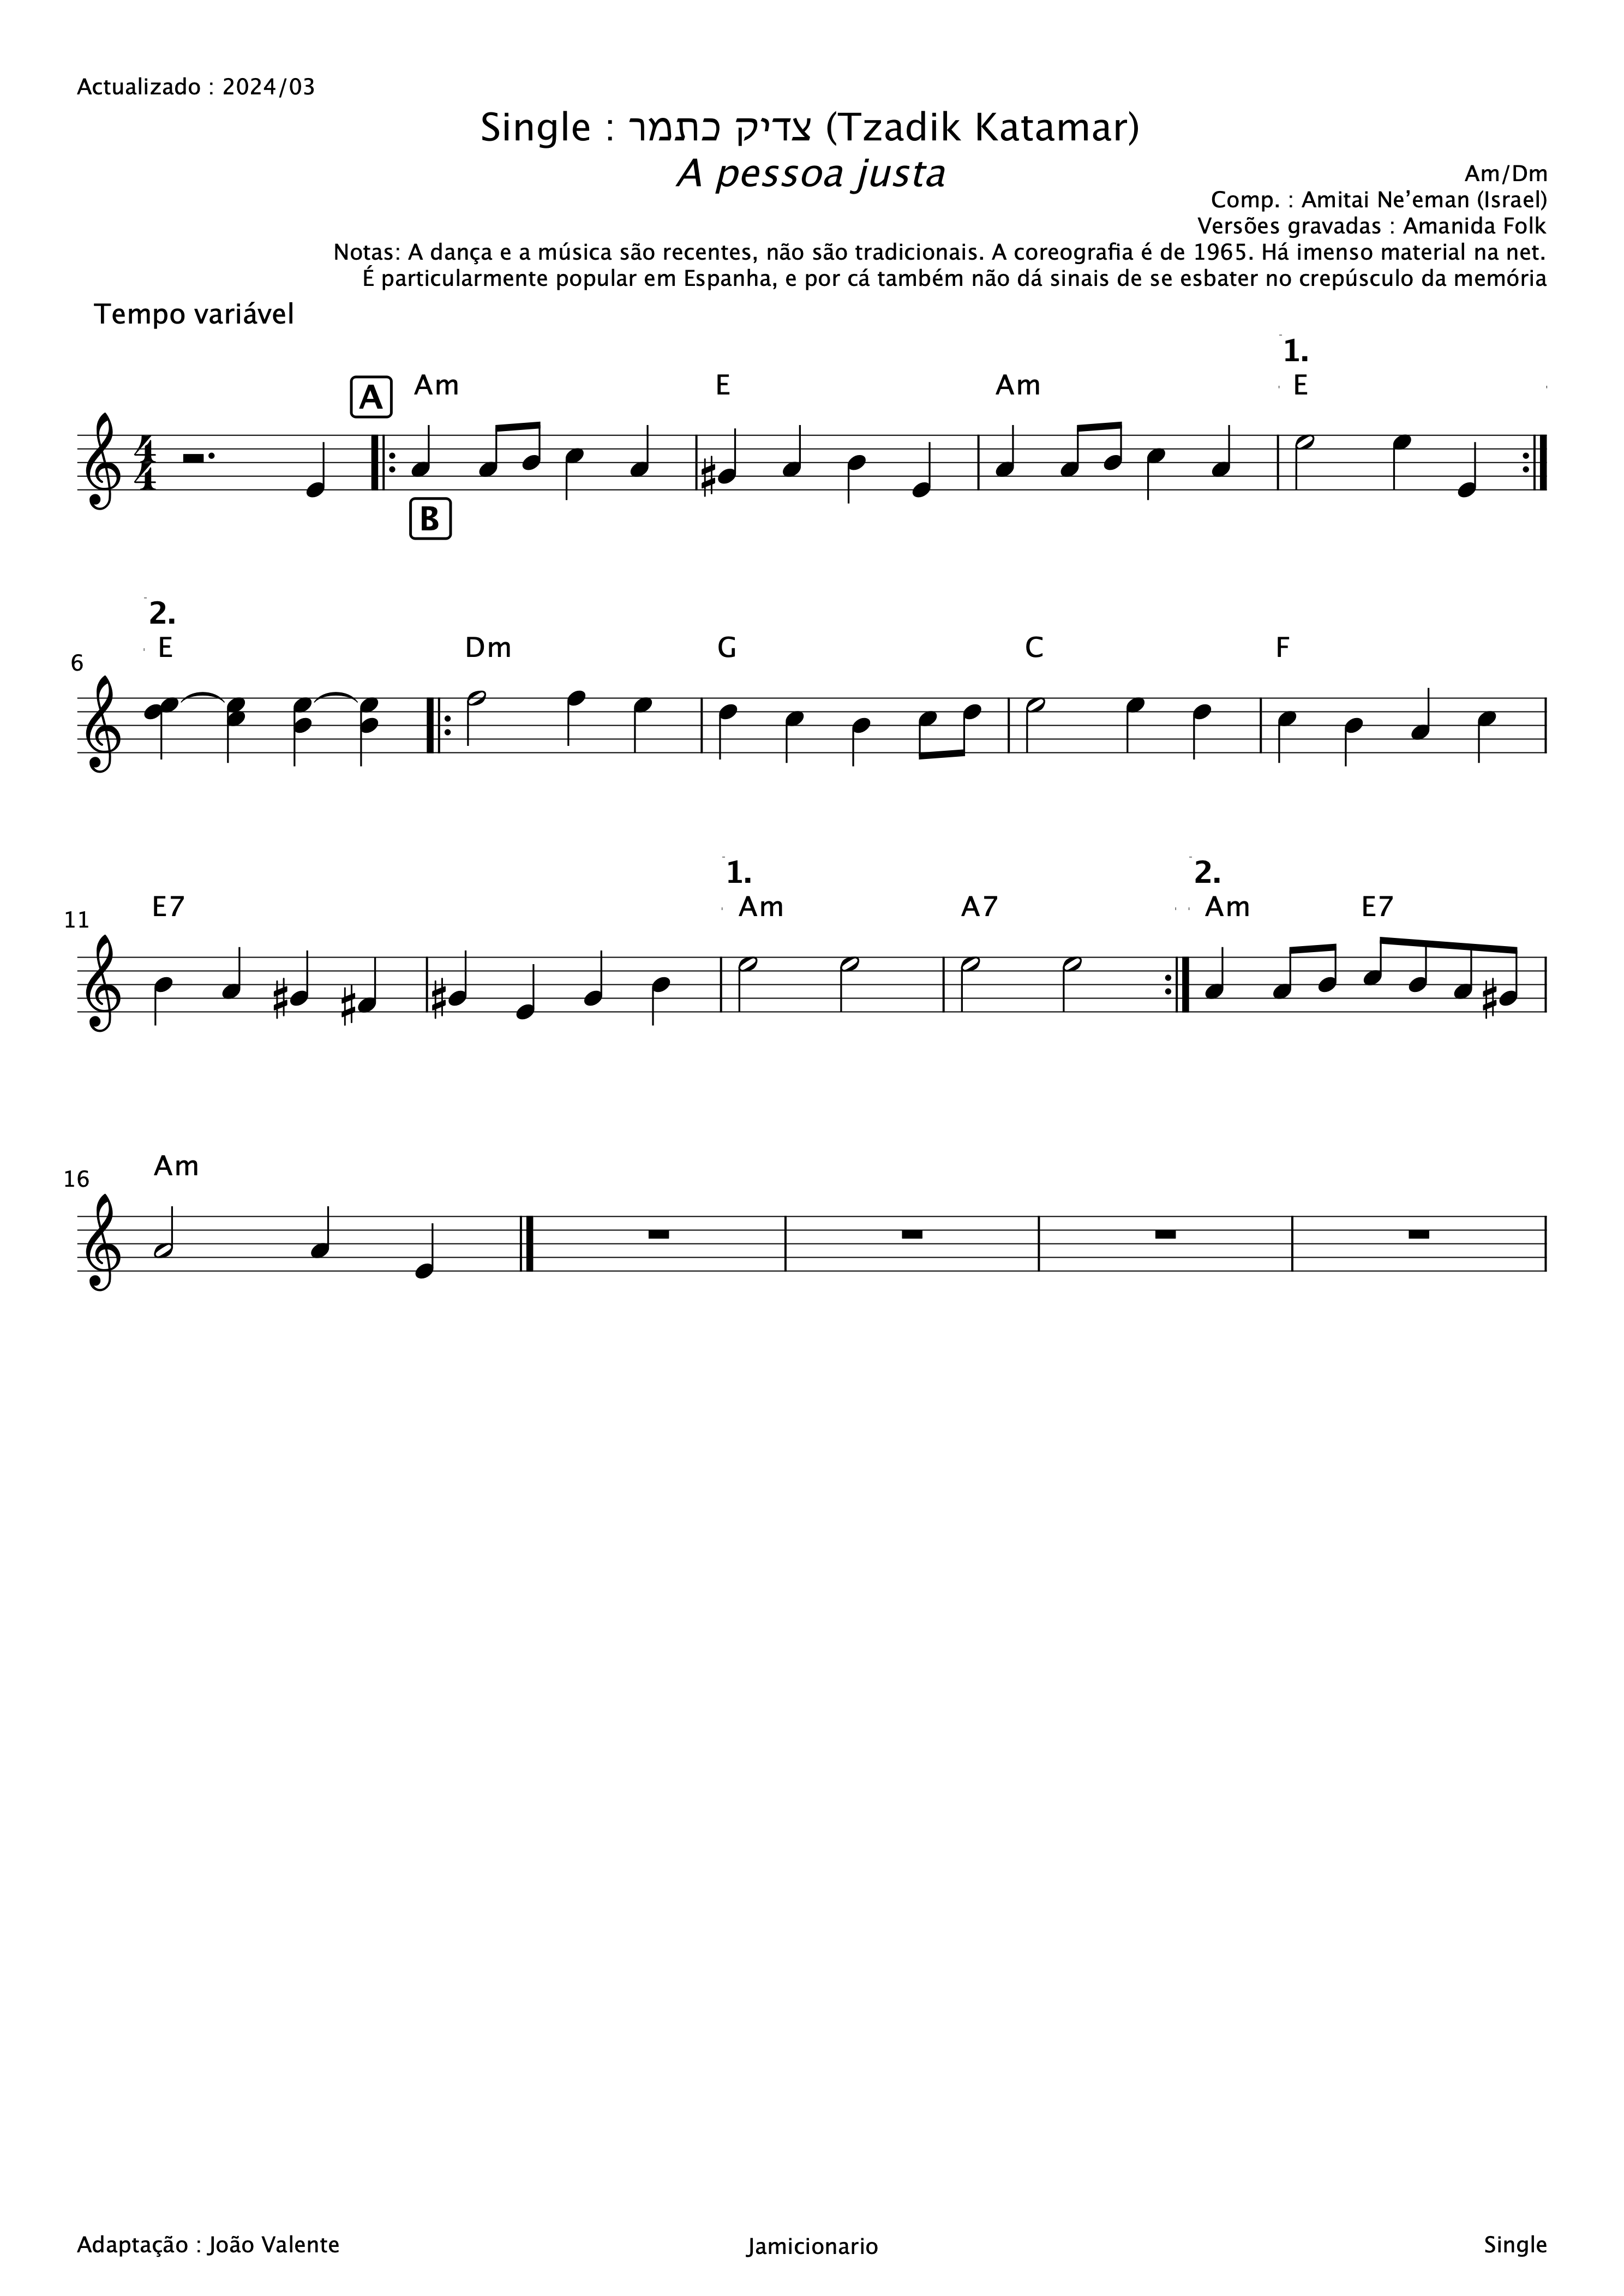 Actualizado : 2024/03
Single : צדיק כתמר (Tzadik Katamar)
A pessoa justa
Am/Dm
Comp. : Amitai Ne’eman (Israel)
Versões gravadas : Amanida Folk
Notas: A dança e a música são recentes, não são tradicionais. A coreografia é de 1965. Há imenso material na net.
É particularmente popular em Espanha, e por cá também não dá sinais de se esbater no crepúsculo da memória
Tempo variável
1.
A Am E Am E
4
4
B
2.
E Dm G C F
6
1. 2.
E7 Am A7 Am E7
11
Am
16
Adaptação : João Valente Jamicionario Single